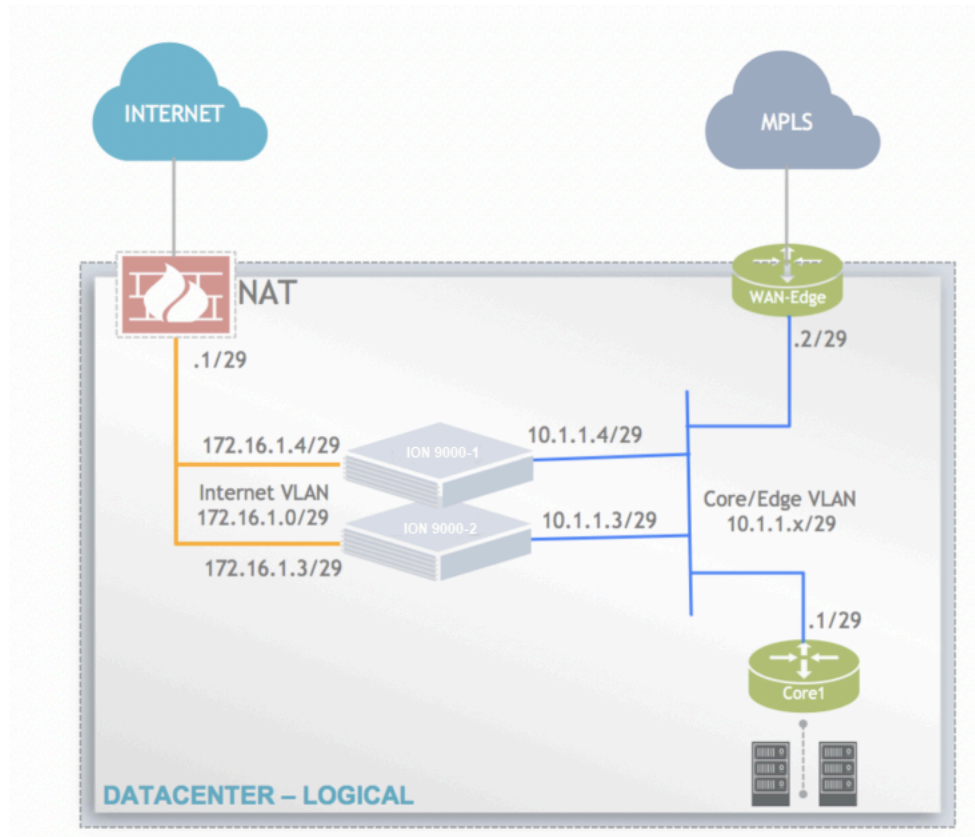 INTERNET
MPLS
NAT
WAN-Edge
.1/29
.2/29
172.16.1.4/29
ION 9000-1
10.1.1.4/29
Internet VLAN
172.16.1.0/29
ION 9000-2
10.1.1.3/29
Core/Edge VLAN
10.1.1.x/29
172.16.1.3/29
.1/29
Core1
DATACENTER – LOGICAL